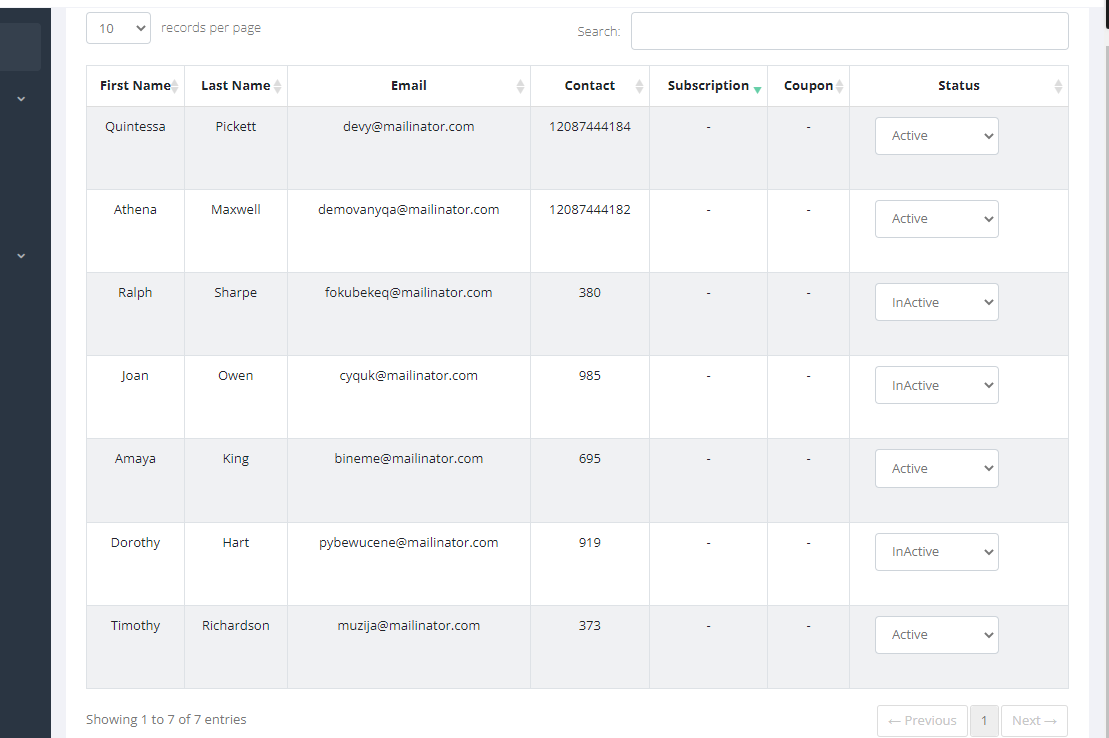 10 records per page Search:
First Name Last Name Email Contact Subscription Coupon Status
Quintessa Pickett devy@mailinator.com 12087444184 - - Active
Athena Maxwell demovanyqa@mailinator.com 12087444182 - - Active
Ralph Sharpe fokubekeq@mailinator.com 380 - - InActive
Joan Owen cyquk@mailinator.com 985 - - InActive
Amaya King bineme@mailinator.com 695 - - Active
Dorothy Hart pybewucene@mailinator.com 919 - - InActive
Timothy Richardson muzija@mailinator.com 373 - - Active
Showing 1 to 7 of 7 entries ← Previous 1 Next →